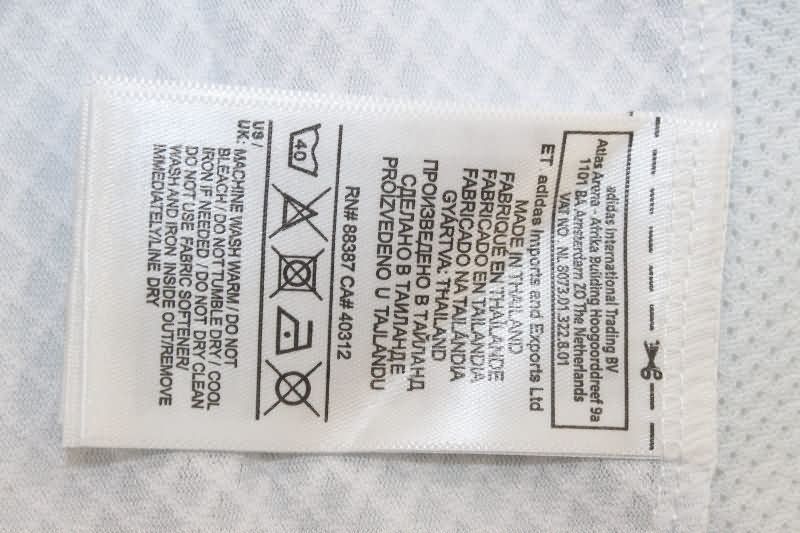 adidas International Trading BV
Atlas Arena - Afrika Building Hoogoorddreef 9a
1101 BA Amsterdam ZO The Netherlands
VAT NO . NL 8073.01.322.B.01
ET adidas Imports and Exports Ltd
MADE IN THAILAND
FABRIQUÉ EN THAÏLANDE
FABRICADO EN TAILANDIA
FABRICADO NA TAILÂNDIA
GYÁRTVA: THAILAND
ПРОИЗВЕДЕНО В ТАЙЛАНД
СДЕЛАНО В ТАИЛАНДЕ
PROIZVEDENO U TAJLANDU
RN# 88387 CA# 40312
40
US /
UK: MACHINE WASH WARM / DO NOT
BLEACH / DO NOT TUMBLE DRY / COOL
IRON IF NEEDED / DO NOT DRY CLEAN
DO NOT USE FABRIC SOFTENER/
WASH AND IRON INSIDE OUT/REMOVE
IMMEDIATELY/LINE DRY